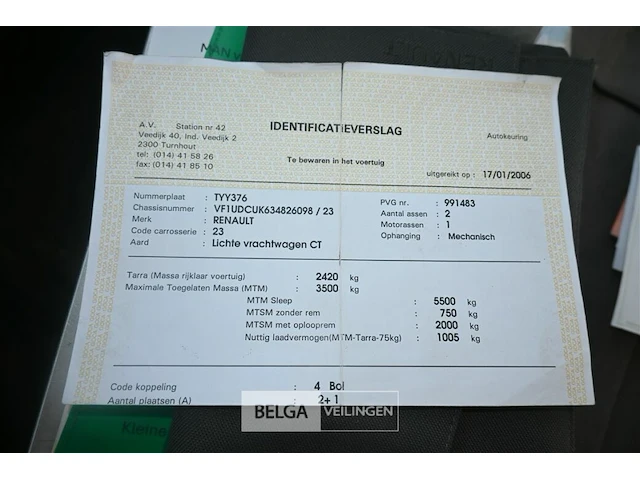 MAN
RENAULT
A.V. Station nr 42
Veedijk 40, Ind. Veedijk 2
2300 Turnhout
tel: (014) 41 58 26
fax: (014) 41 85 10
IDENTIFICATIEVERSLAG
Autokeuring
Te bewaren in het voertuig
uitgereikt op : 17/01/2006
Nummerplaat : TYY376
Chassisnummer : VF1UDCUK634826098 / 23
Merk : RENAULT
Code carrosserie : 23
Aard : Lichte vrachtwagen CT
PVG nr. : 991483
Aantal assen : 2
Motorassen : 1
Ophanging : Mechanisch
Tarra (Massa rijklaar voertuig) : 2420 kg
Maximale Toegelaten Massa (MTM) : 3500 kg
MTM Sleep : 5500 kg
MTSM zonder rem : 750 kg
MTSM met oplooprem : 2000 kg
Nuttig laadvermogen(MTM-Tarra-75kg) : 1005 kg
Code koppeling : 4 Bol
Aantal plaatsen (A) : 2+1
BELGA VEILINGEN
Kleine